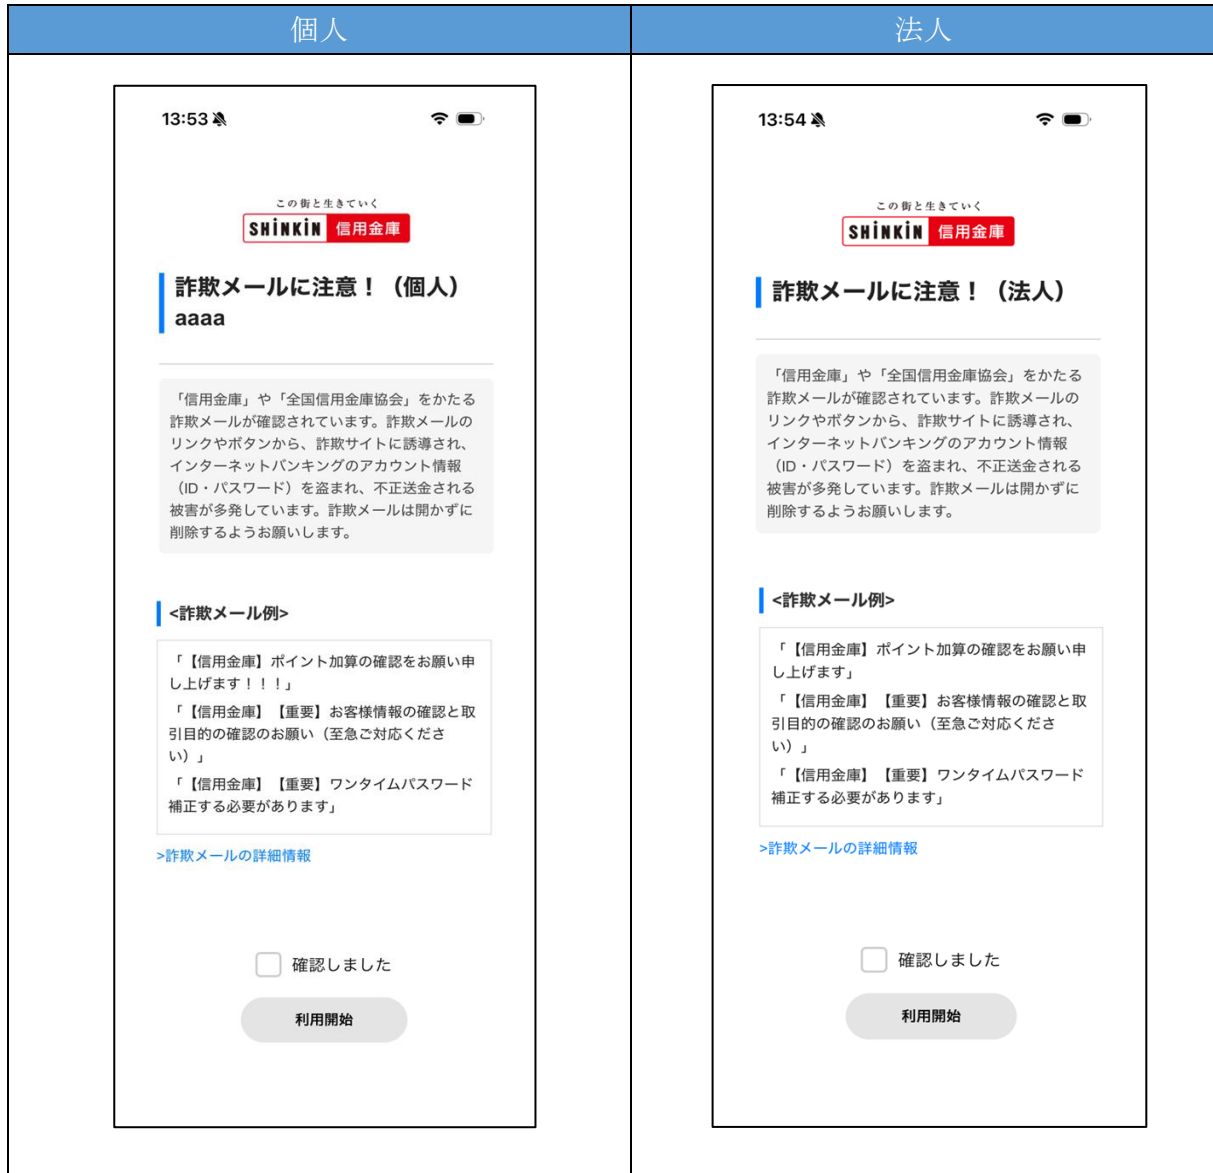 個人
法人
13:53
この街と生きていく
SHiNKiN 信用金庫
詐欺メールに注意！（個人）
aaaa
「信用金庫」や「全国信用金庫協会」をかたる
詐欺メールが確認されています。詐欺メールの
リンクやボタンから、詐欺サイトに誘導され、
インターネットバンキングのアカウント情報
（ID・パスワード）を盗まれ、不正送金される
被害が多発しています。詐欺メールは開かずに
削除するようお願いします。
<詐欺メール例>
「【信用金庫】ポイント加算の確認をお願い申
し上げます！！！」
「【信用金庫】【重要】お客様情報の確認と取
引目的の確認のお願い（至急ご対応くださ
い）」
「【信用金庫】【重要】ワンタイムパスワード
補正する必要があります」
>詐欺メールの詳細情報
確認しました
利用開始
13:54
この街と生きていく
SHiNKiN 信用金庫
詐欺メールに注意！（法人）
「信用金庫」や「全国信用金庫協会」をかたる
詐欺メールが確認されています。詐欺メールの
リンクやボタンから、詐欺サイトに誘導され、
インターネットバンキングのアカウント情報
（ID・パスワード）を盗まれ、不正送金される
被害が多発しています。詐欺メールは開かずに
削除するようお願いします。
<詐欺メール例>
「【信用金庫】ポイント加算の確認をお願い申
し上げます」
「【信用金庫】【重要】お客様情報の確認と取
引目的の確認のお願い（至急ご対応くださ
い）」
「【信用金庫】【重要】ワンタイムパスワード
補正する必要があります」
>詐欺メールの詳細情報
確認しました
利用開始